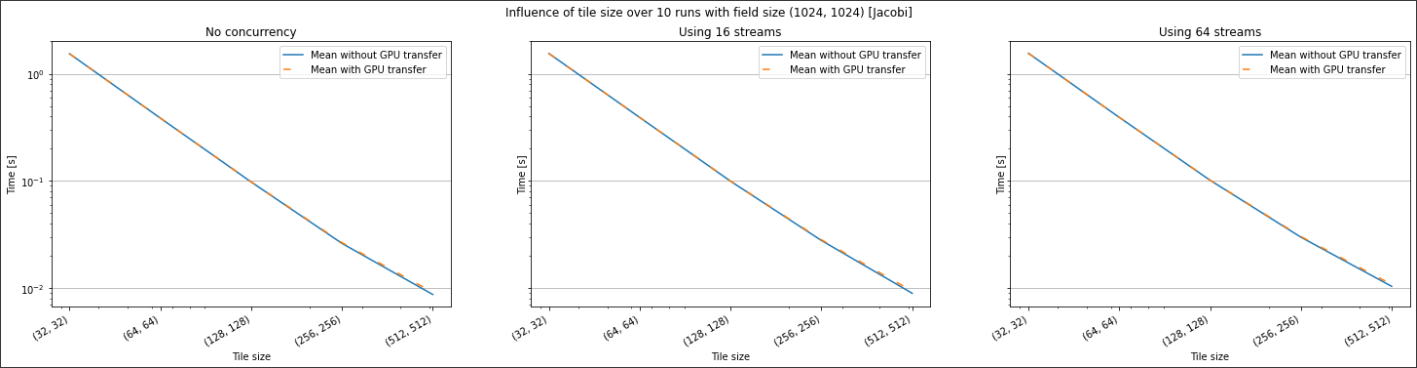 Influence of tile size over 10 runs with field size (1024, 1024) [Jacobi]
No concurrency
Mean without GPU transfer
Mean with GPU transfer
Time [s]
10⁰
10⁻¹
10⁻²
(32, 32)
(64, 64)
(128, 128)
(256, 256)
(512, 512)
Tile size
Using 16 streams
Mean without GPU transfer
Mean with GPU transfer
Time [s]
(32, 32)
(64, 64)
(128, 128)
(256, 256)
(512, 512)
Tile size
Using 64 streams
Mean without GPU transfer
Mean with GPU transfer
Time [s]
(32, 32)
(64, 64)
(128, 128)
(256, 256)
(512, 512)
Tile size